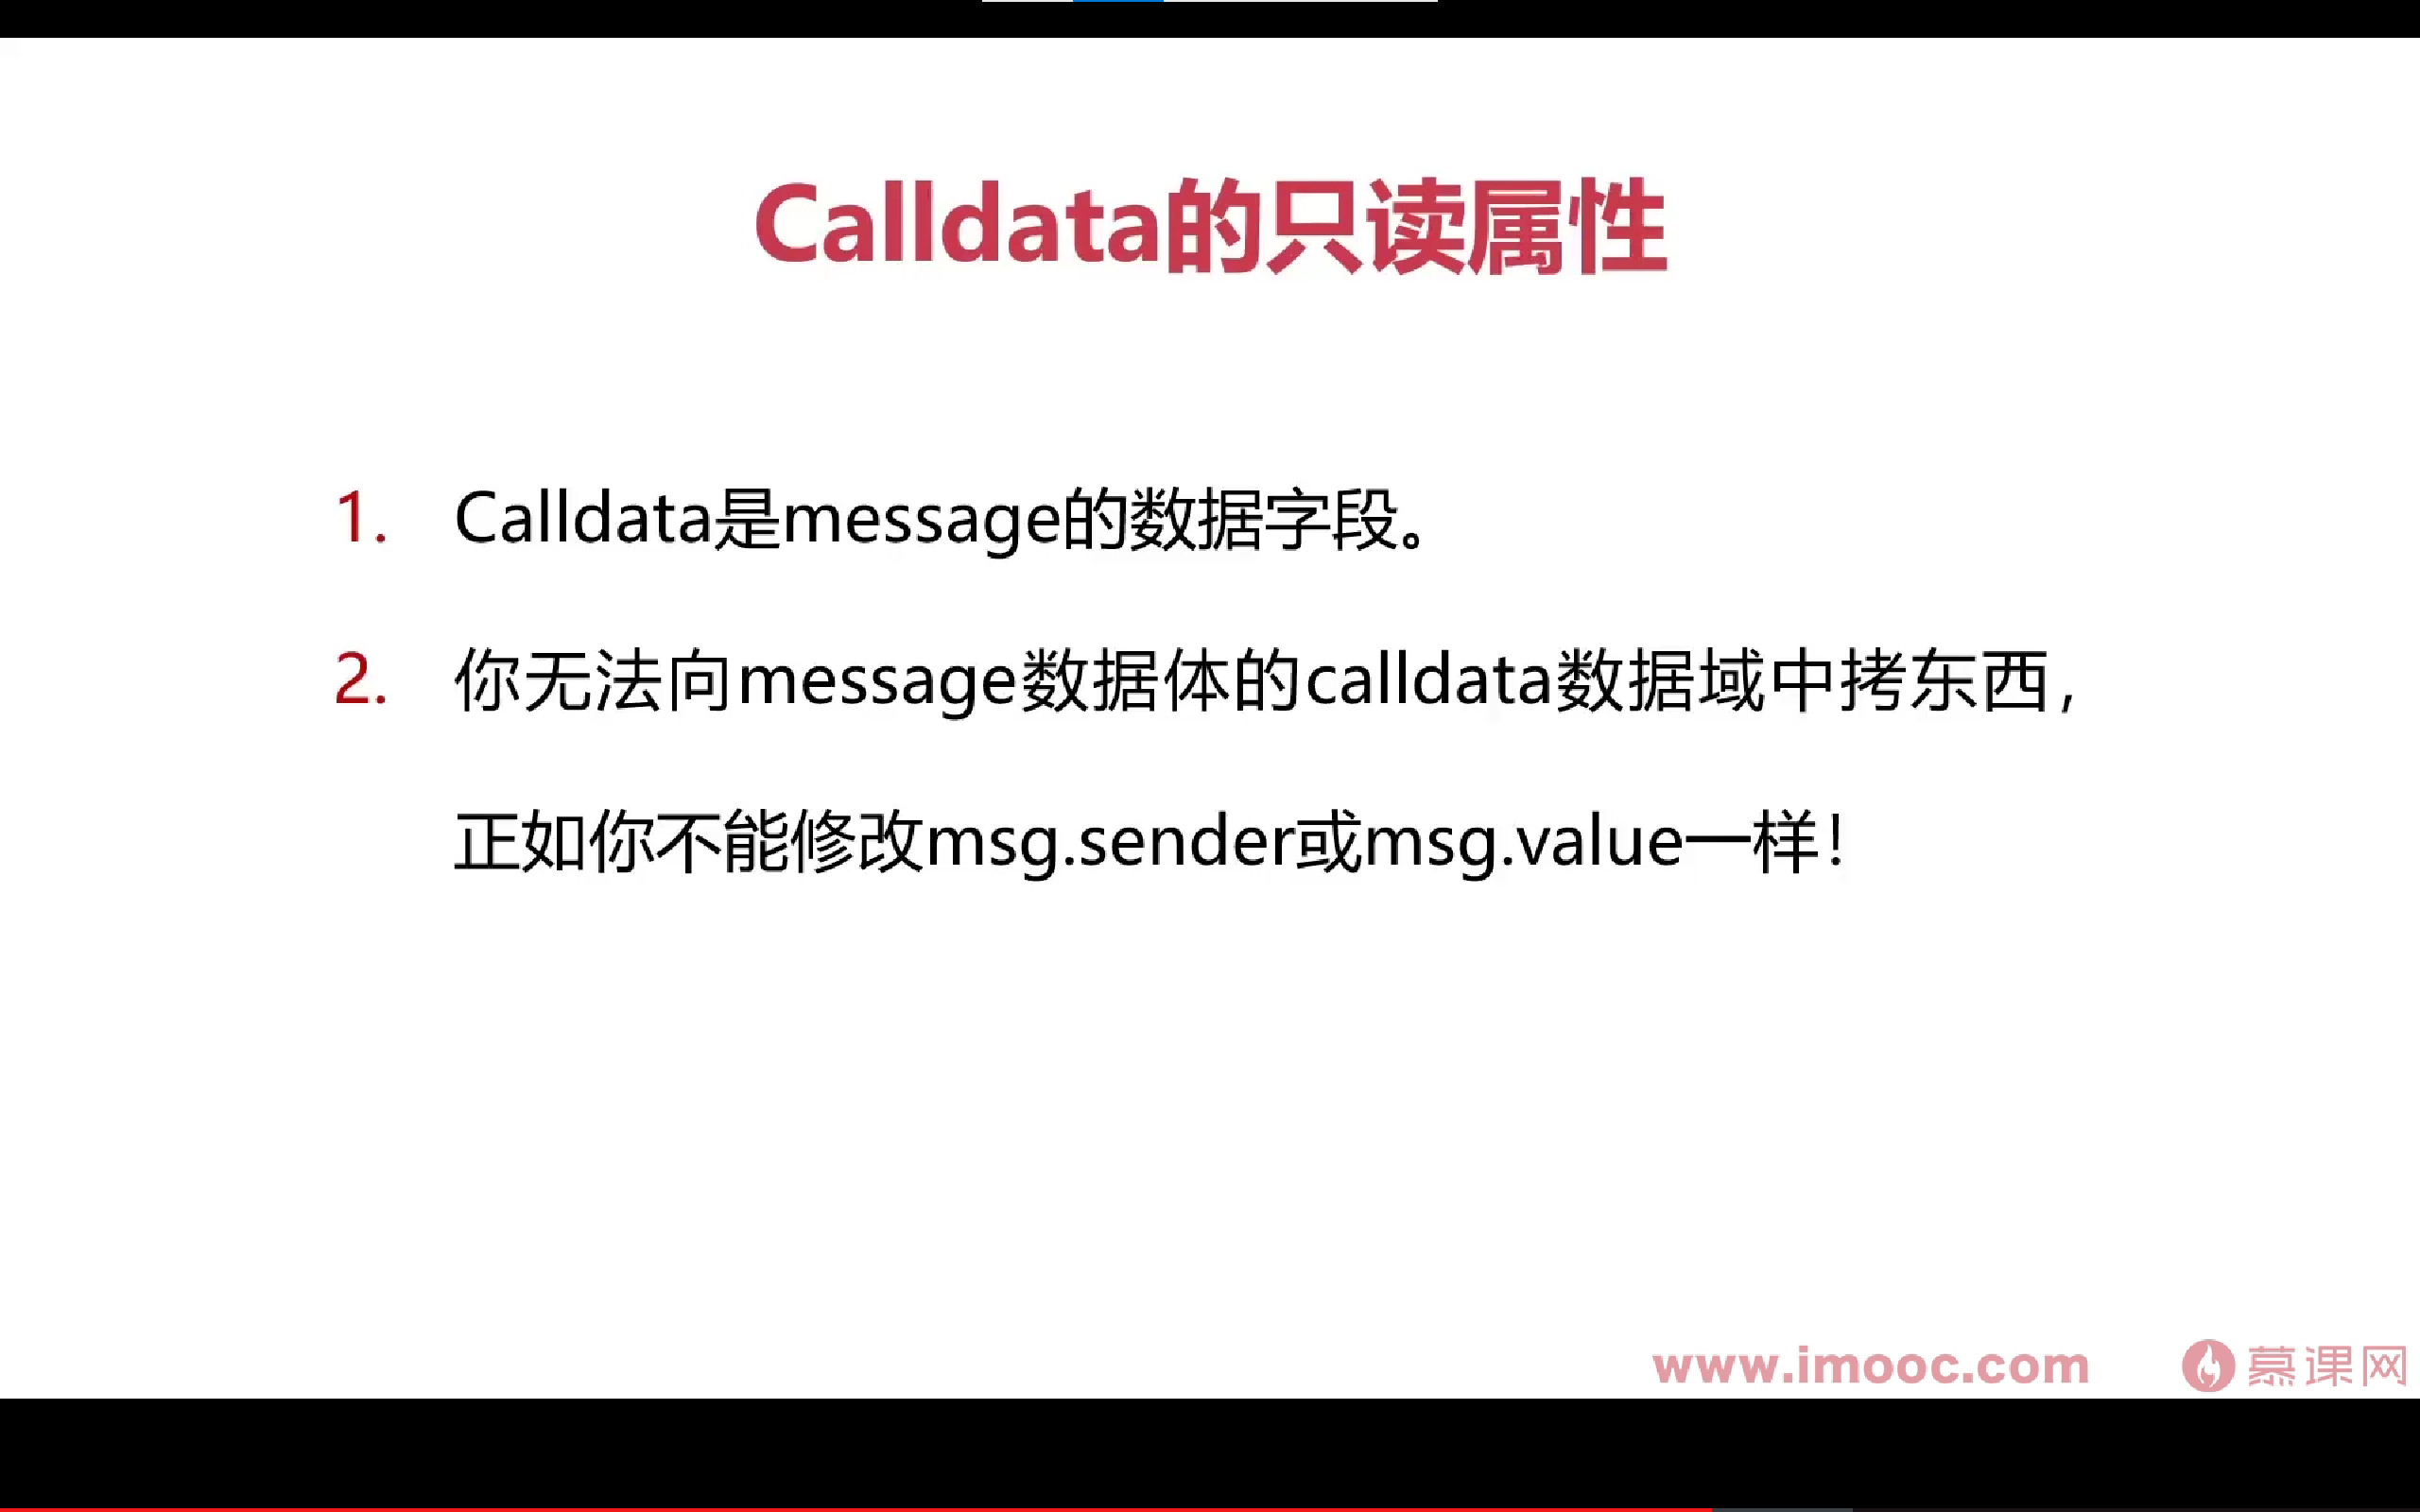 Calldata的只读属性
1. Calldata是message的数据字段。
2. 你无法向message数据体的calldata数据域中拷东西，
正如你不能修改msg.sender或msg.value一样！
www.imooc.com 慕课网